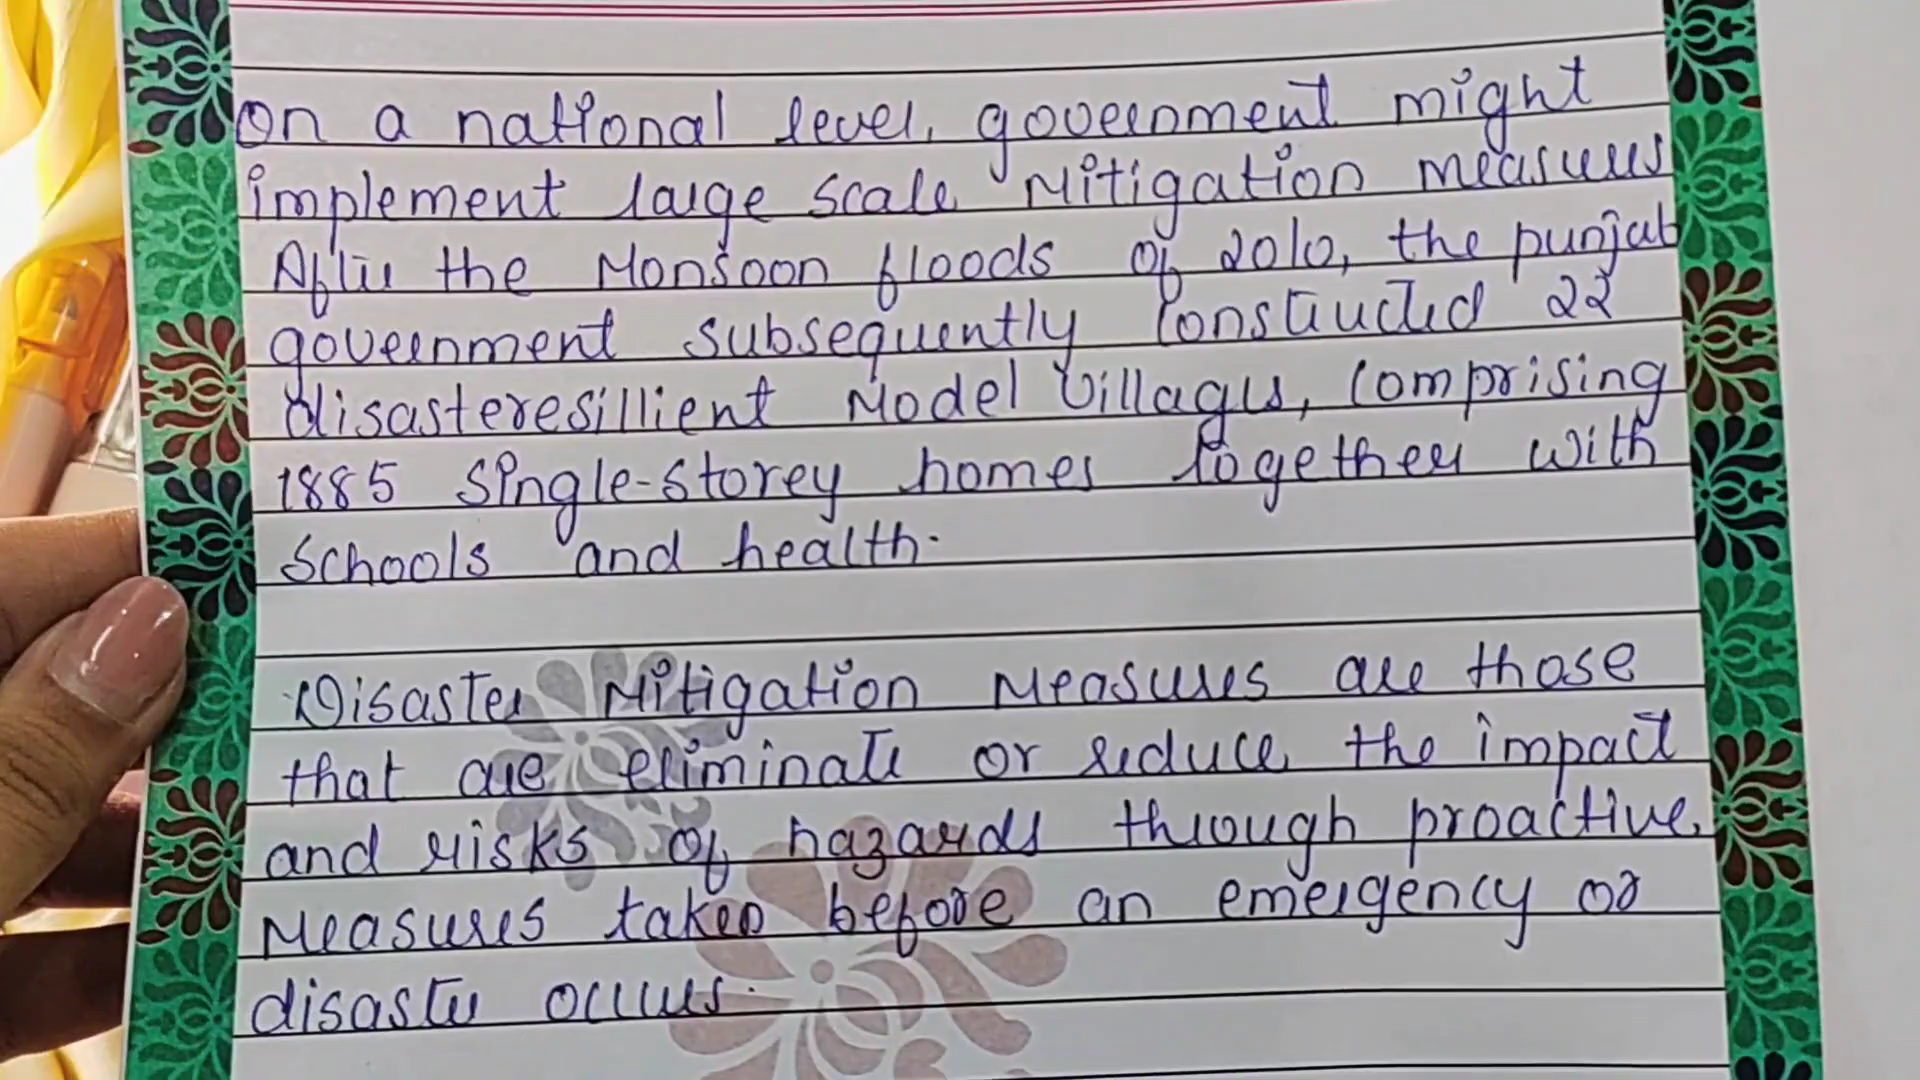 on a national level, government might
implement large scale Mitigation measures
After the Monsoon floods of 2010, the punjab
government subsequently Constructed 22
disasteresillient Model Villages, Comprising
1885 Single-Storey homes together with
Schools and health.
Disaster Mitigation Measures are those
that are eliminate or reduce the impact
and risks of hazards through proactive
Measures taken before an emergency or
disaster occurs.